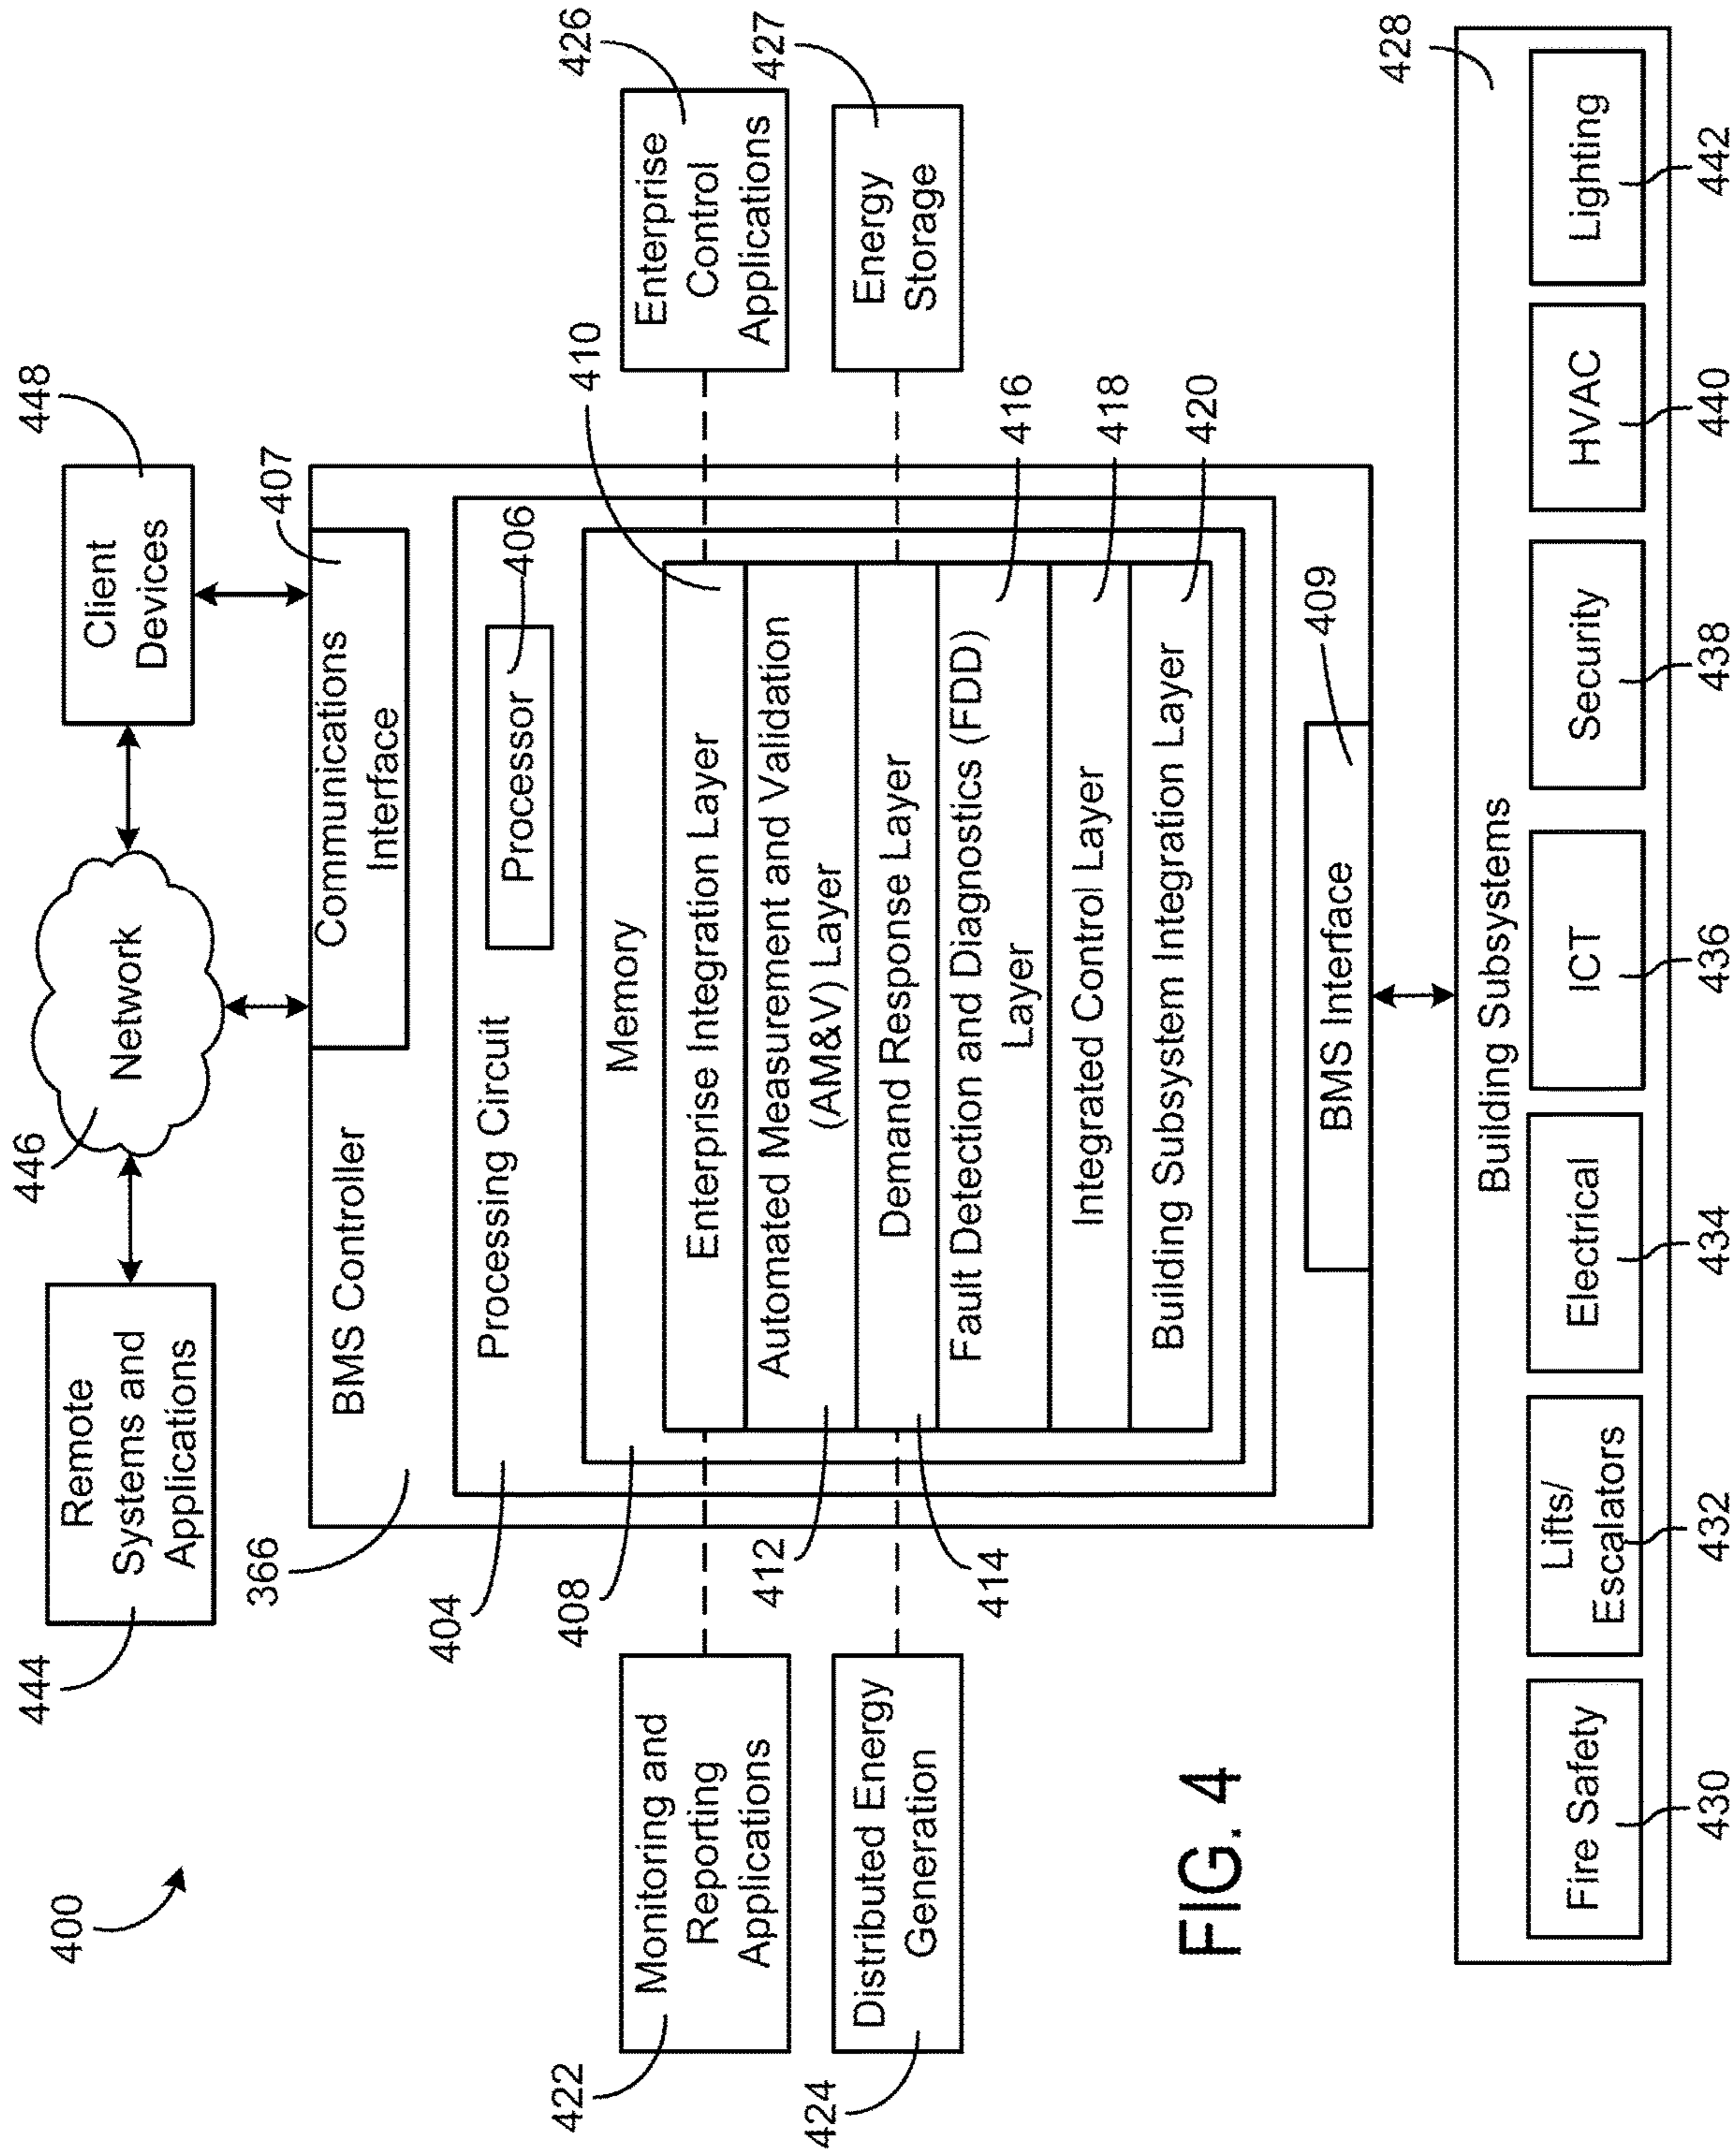 400
444
Remote
Systems and
Applications
446
Network
Client
Devices
448
366
BMS Controller
Communications
Interface
407
404
Processing Circuit
Processor
406
408
Memory
410
Enterprise Integration Layer
412
Automated Measurement and Validation
(AM&V) Layer
414
Demand Response Layer
Fault Detection and Diagnostics (FDD)
Layer
416
Integrated Control Layer
418
Building Subsystem Integration Layer
420
BMS Interface
409
422
Monitoring and
Reporting
Applications
424
Distributed Energy
Generation
Enterprise
Control
Applications
426
Energy
Storage
427
FIG. 4
Building Subsystems
428
Fire Safety
Lifts/
Escalators
Electrical
ICT
Security
HVAC
Lighting
430
432
434
436
438
440
442